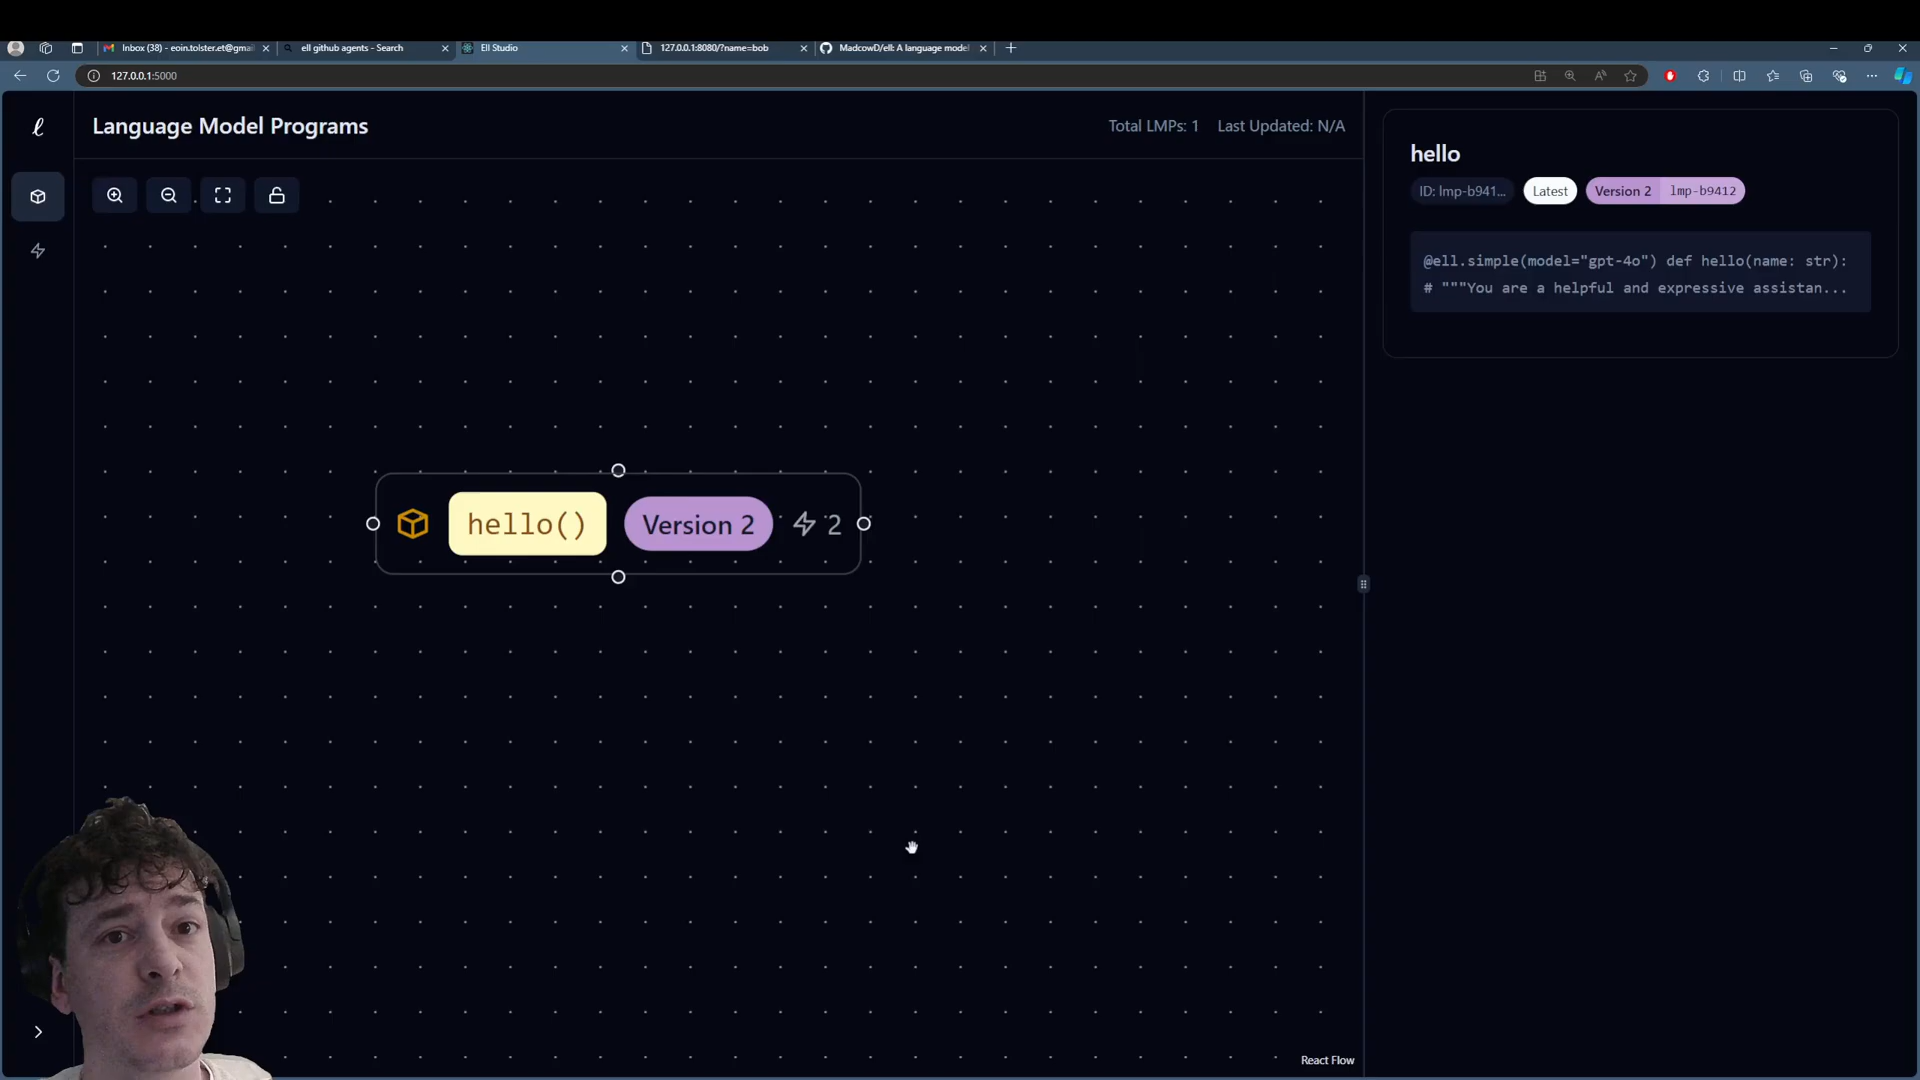 Inbox (38) - eoin.tolster.et@gmai
ell github agents - Search
Ell Studio
127.0.0.1:8080/?name=bob
MadcowD/ell: A language model
127.0.0.1:5000
ℓ
Language Model Programs
Total LMPs: 1
Last Updated: N/A
hello
ID: lmp-b941...
Latest
Version 2
lmp-b9412
@ell.simple(model="gpt-4o") def hello(name: str):
# """You are a helpful and expressive assistan...
hello()
Version 2
2
React Flow